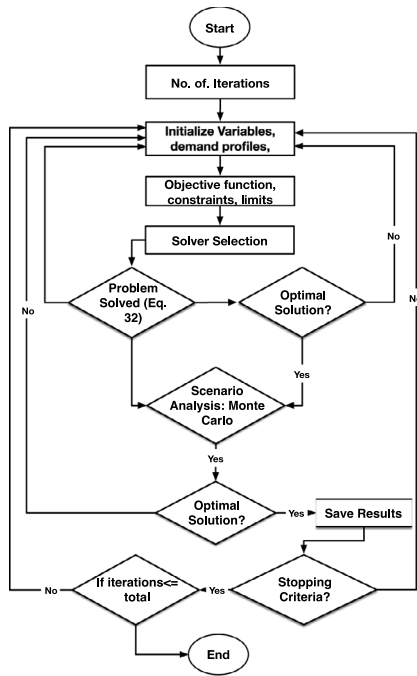 Start
No. of. Iterations
Initialize Variables,
demand profiles,
Objective function,
constraints, limits
Solver Selection
No
No
Problem
Solved (Eq.
32)
Optimal
Solution?
No
Yes
Scenario
Analysis: Monte
Carlo
Yes
Optimal
Solution?
Yes
Save Results
If iterations<=
total
Stopping
Criteria?
No
Yes
End